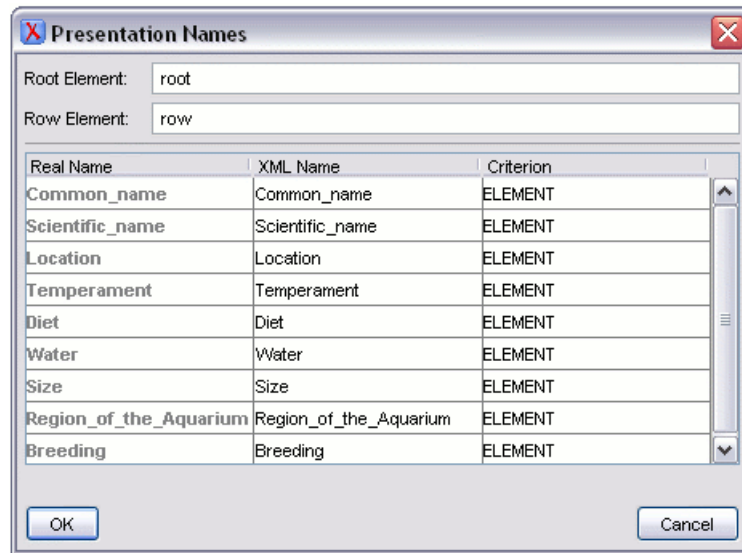 Presentation Names
Root Element: root
Row Element: row
Real Name XML Name Criterion
Common_name Common_name ELEMENT
Scientific_name Scientific_name ELEMENT
Location Location ELEMENT
Temperament Temperament ELEMENT
Diet Diet ELEMENT
Water Water ELEMENT
Size Size ELEMENT
Region_of_the_Aquarium Region_of_the_Aquarium ELEMENT
Breeding Breeding ELEMENT
OK Cancel